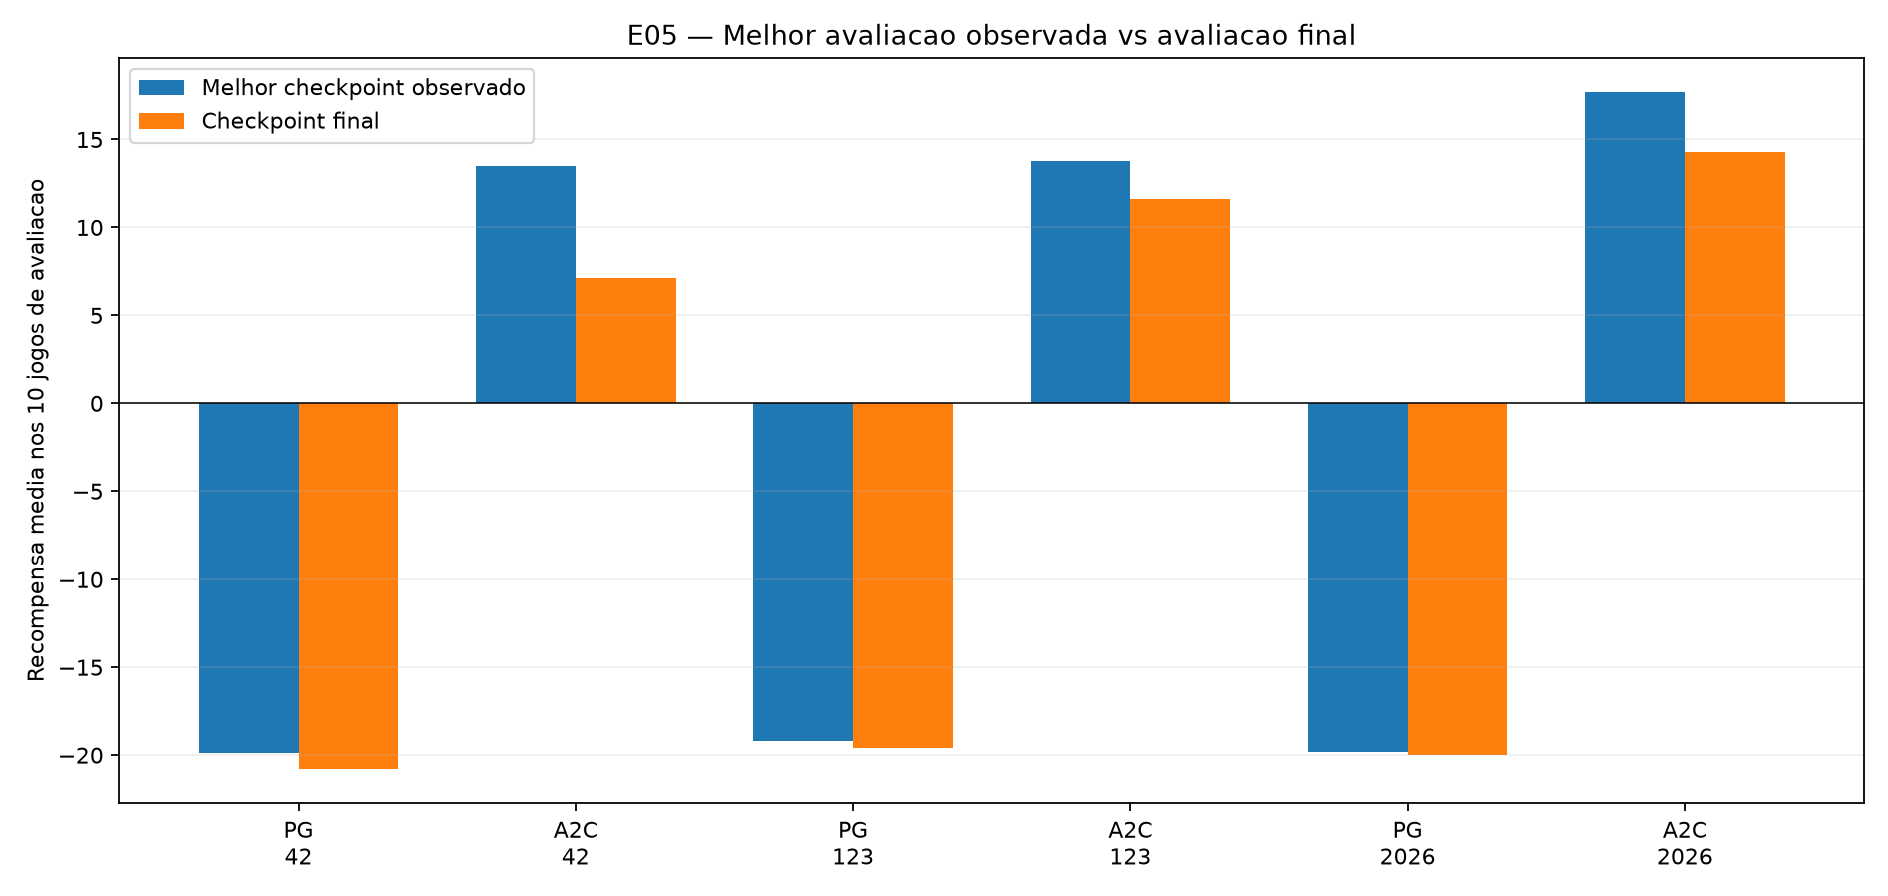 E05 — Melhor avaliacao observada vs avaliacao final
Melhor checkpoint observado
Checkpoint final
Recompensa media nos 10 jogos de avaliacao
15
10
5
0
−5
−10
−15
−20
PG
42
A2C
42
PG
123
A2C
123
PG
2026
A2C
2026